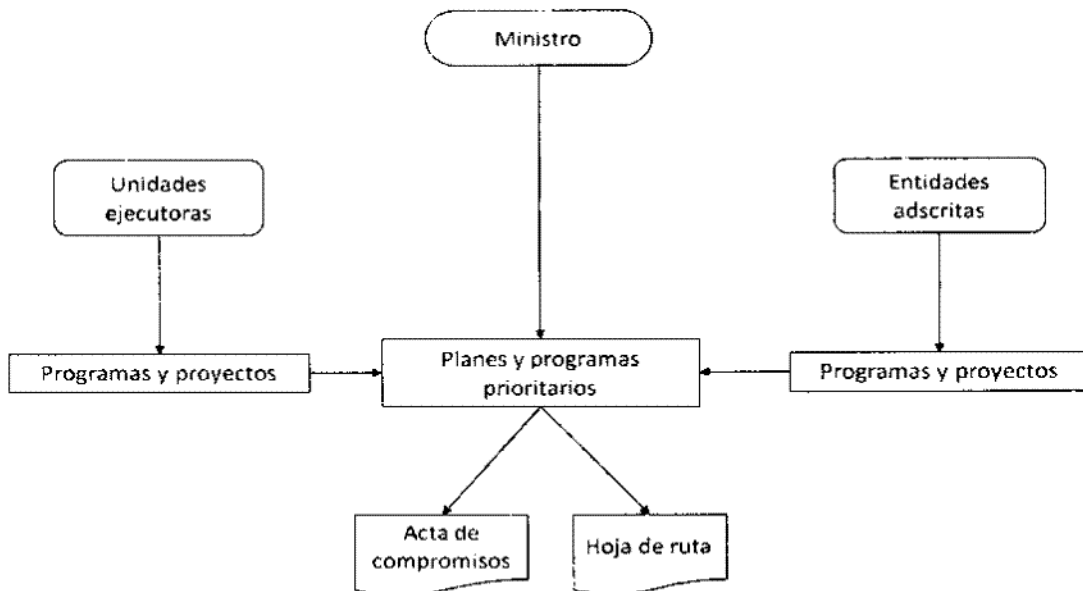 Ministro
Unidades
ejecutoras
Entidades
adscritas
Programas y proyectos
Planes y programas
prioritarios
Programas y proyectos
Acta de
compromisos
Hoja de ruta